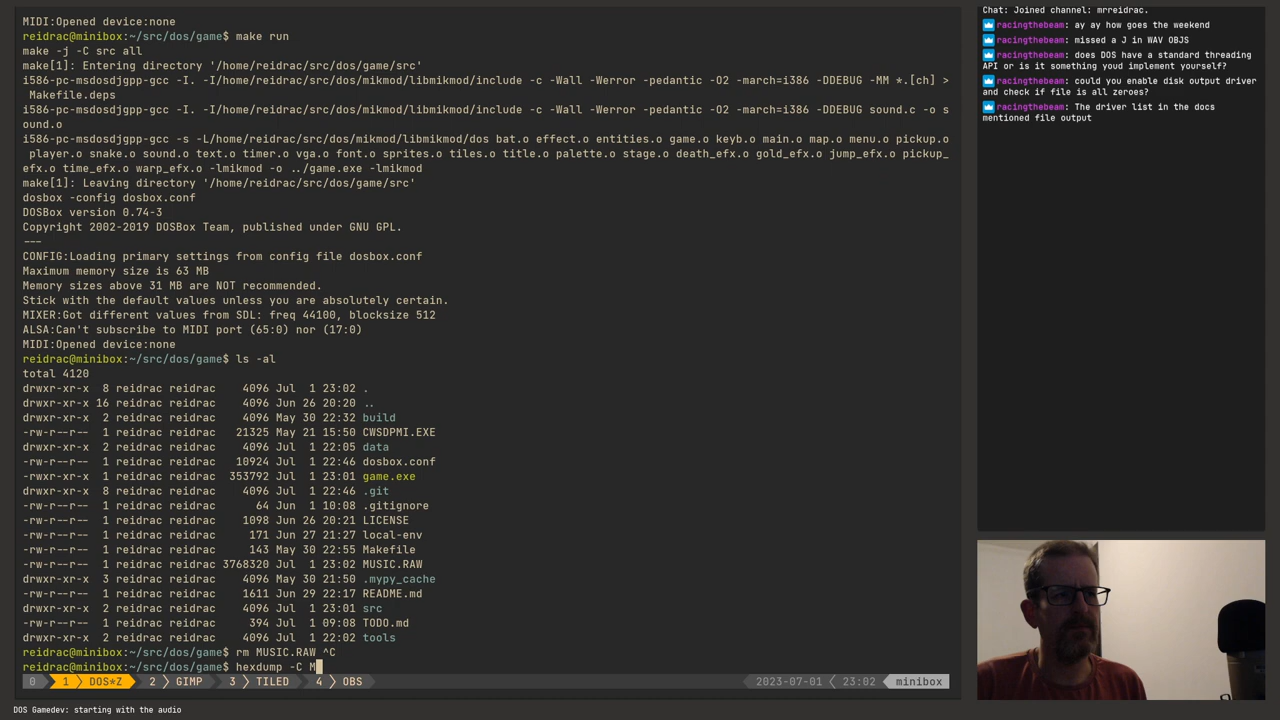 MIDI:Opened device:none
reidrac@minibox:~/src/dos/game$ make run
make -j -C src all
make[1]: Entering directory '/home/reidrac/src/dos/game/src'
i586-pc-msdosdjgpp-gcc -I. -I/home/reidrac/src/dos/mikmod/libmikmod/include -c -Wall -Werror -pedantic -O2 -march=i386 -DDEBUG -MM *.[ch] >
Makefile.deps
i586-pc-msdosdjgpp-gcc -I. -I/home/reidrac/src/dos/mikmod/libmikmod/include -c -Wall -Werror -pedantic -O2 -march=i386 -DDEBUG sound.c -o s
ound.o
i586-pc-msdosdjgpp-gcc -s -L/home/reidrac/src/dos/mikmod/libmikmod/dos bat.o effect.o entities.o game.o keyb.o main.o map.o menu.o pickup.o
player.o snake.o sound.o text.o timer.o vga.o font.o sprites.o tiles.o title.o palette.o stage.o death_efx.o gold_efx.o jump_efx.o pickup_
efx.o time_efx.o warp_efx.o -lmikmod -o ../game.exe -lmikmod
make[1]: Leaving directory '/home/reidrac/src/dos/game/src'
dosbox -config dosbox.conf
DOSBox version 0.74-3
Copyright 2002-2019 DOSBox Team, published under GNU GPL.
---
CONFIG:Loading primary settings from config file dosbox.conf
Maximum memory size is 63 MB
Memory sizes above 31 MB are NOT recommended.
Stick with the default values unless you are absolutely certain.
MIXER:Got different values from SDL: freq 44100, blocksize 512
ALSA:Can't subscribe to MIDI port (65:0) nor (17:0)
MIDI:Opened device:none
reidrac@minibox:~/src/dos/game$ ls -al
total 4120
drwxr-xr-x  8 reidrac reidrac    4096 Jul  1 23:02 .
drwxr-xr-x 16 reidrac reidrac    4096 Jun 26 20:20 ..
drwxr-xr-x  2 reidrac reidrac    4096 May 30 22:32 build
-rw-r--r--  1 reidrac reidrac   21325 May 21 15:50 CWSDPMI.EXE
drwxr-xr-x  2 reidrac reidrac    4096 Jul  1 22:05 data
-rw-r--r--  1 reidrac reidrac   10924 Jul  1 22:46 dosbox.conf
-rwxr-xr-x  1 reidrac reidrac  353792 Jul  1 23:01 game.exe
drwxr-xr-x  8 reidrac reidrac    4096 Jul  1 22:46 .git
-rw-r--r--  1 reidrac reidrac      64 Jun  1 10:08 .gitignore
-rw-r--r--  1 reidrac reidrac    1098 Jun 26 20:21 LICENSE
-rw-r--r--  1 reidrac reidrac     171 Jun 27 21:27 local-env
-rw-r--r--  1 reidrac reidrac     143 May 30 22:55 Makefile
-rw-r--r--  1 reidrac reidrac 3768320 Jul  1 23:02 MUSIC.RAW
drwxr-xr-x  3 reidrac reidrac    4096 May 30 21:50 .mypy_cache
-rw-r--r--  1 reidrac reidrac    1611 Jun 29 22:17 README.md
drwxr-xr-x  2 reidrac reidrac    4096 Jul  1 23:01 src
-rw-r--r--  1 reidrac reidrac     394 Jul  1 09:08 TODO.md
drwxr-xr-x  2 reidrac reidrac    4096 Jul  1 22:02 tools
reidrac@minibox:~/src/dos/game$ rm MUSIC.RAW ^C
reidrac@minibox:~/src/dos/game$ hexdump -C M
0 1 DOS*Z 2 GIMP 3 TILED 4 OBS 2023-07-01 23:02 minibox
Chat: Joined channel: mrreidrac.
racingthebeam: ay ay how goes the weekend
racingthebeam: missed a J in WAV OBJS
racingthebeam: does DOS have a standard threading
API or is it something youd implement yourself?
racingthebeam: could you enable disk output driver
and check if file is all zeroes?
racingthebeam: The driver list in the docs
mentioned file output
DOS Gamedev: starting with the audio